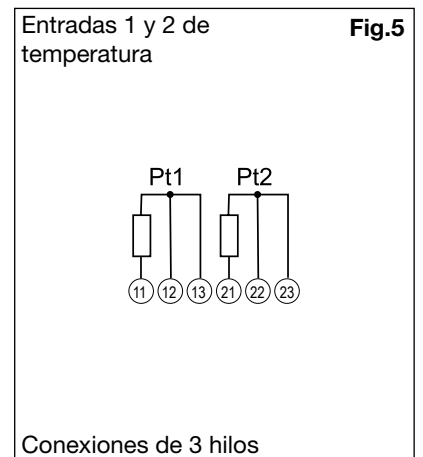 Entradas 1 y 2 de
temperatura
Fig.5
Pt1 Pt2
11 12 13 21 22 23
Conexiones de 3 hilos